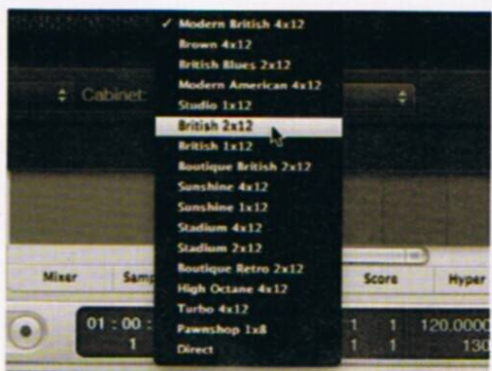 ✓ Modern British 4x12
Brown 4x12
British Blues 2x12
Modern American 4x12
Cabinet:
Studio 1x12
British 2x12
British 1x12
Boutique British 2x12
Sunshine 4x12
Sunshine 1x12
Stadium 4x12
Stadium 2x12
Boutique Retro 2x12
Mixer Samp Score Hyper
High Octane 4x12
Turbo 4x12
01 : 00 : 1 1 120.0000
Pawnshop 1x8
1 1 1 130
Direct